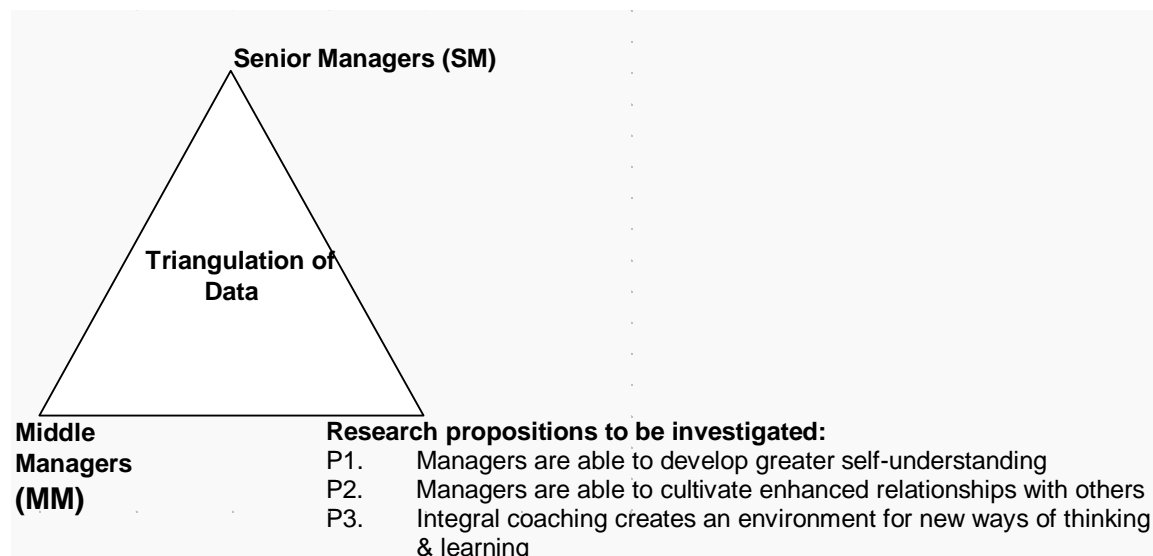 Senior Managers (SM)
Triangulation of
Data
Middle
Managers
(MM)
Research propositions to be investigated:
P1. Managers are able to develop greater self-understanding
P2. Managers are able to cultivate enhanced relationships with others
P3. Integral coaching creates an environment for new ways of thinking
& learning